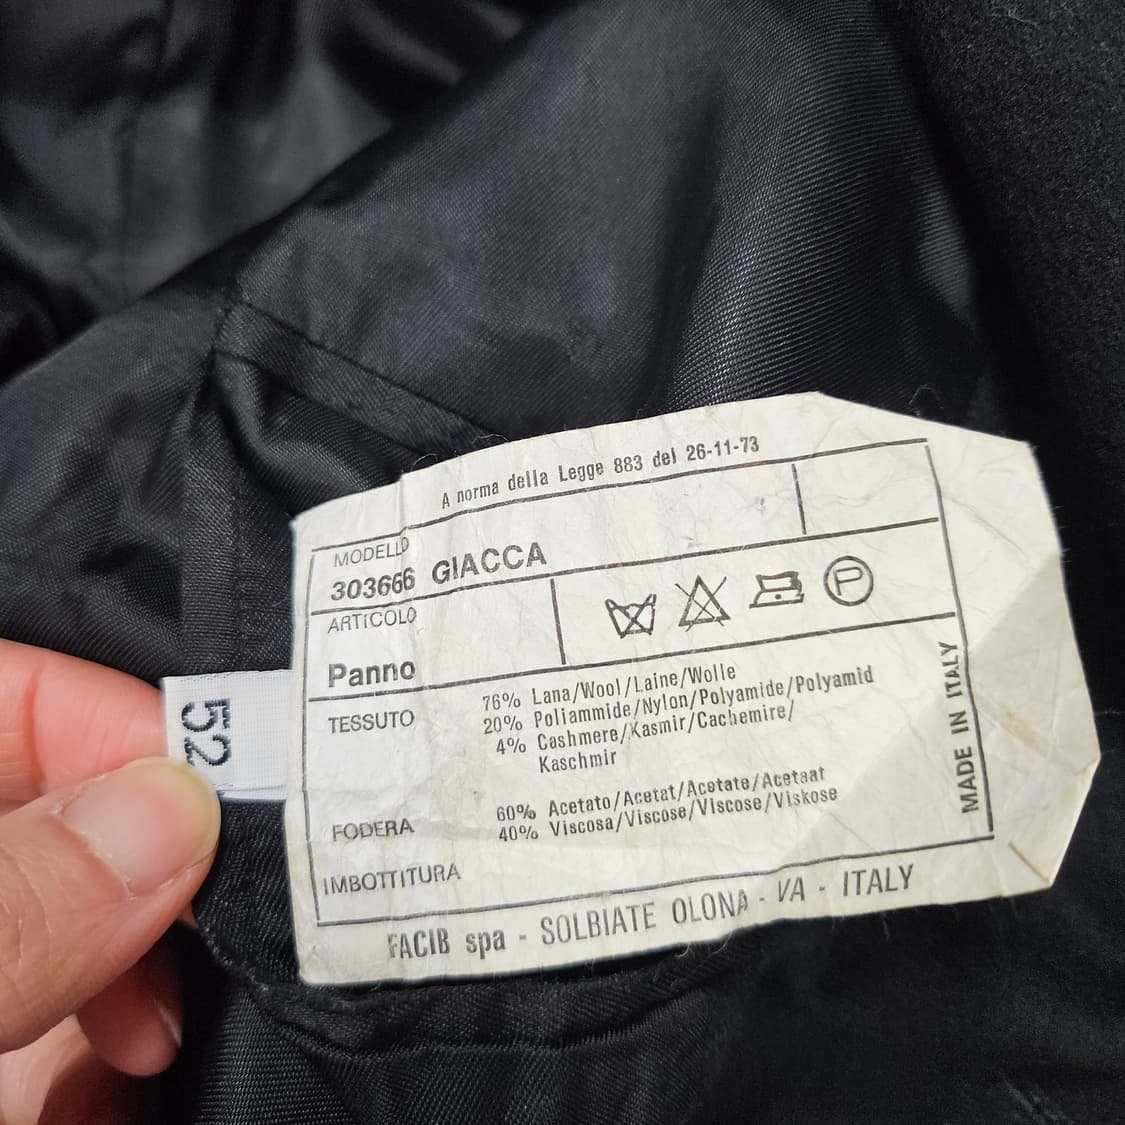 A norma della Legge 883 del 26-11-73
MODELLO
303666 GIACCA
ARTiCOLO
Panno
P
TESSUTO
76% Lana/Wool/Laine/Wolle
20% Poliammide/Nylon/Polyamide/Polyamid
4% Cashmere/Kasmir/Cachemire/
Kaschmir
FODERA
60% Acetato/Acetat/Acetate/Acetaat
40% Viscosa/Viscose/Viscose/Viskose
IMBOTTITURA
MADE IN ITALY
FACIB spa - SOLBIATE OLONA - VA - ITALY
52